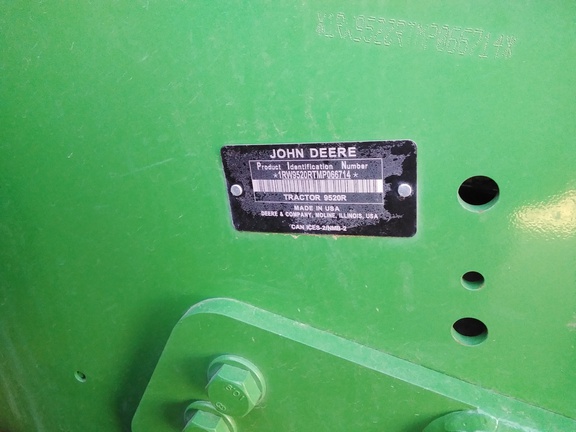 *1RW9520RTMP066714*
JOHN DEERE
Product Identification Number
*1RW9520RTMP066714*
TRACTOR 9520R
MADE IN USA
DEERE & COMPANY, MOLINE, ILLINOIS, USA
CAN ICES-2/NMB-2